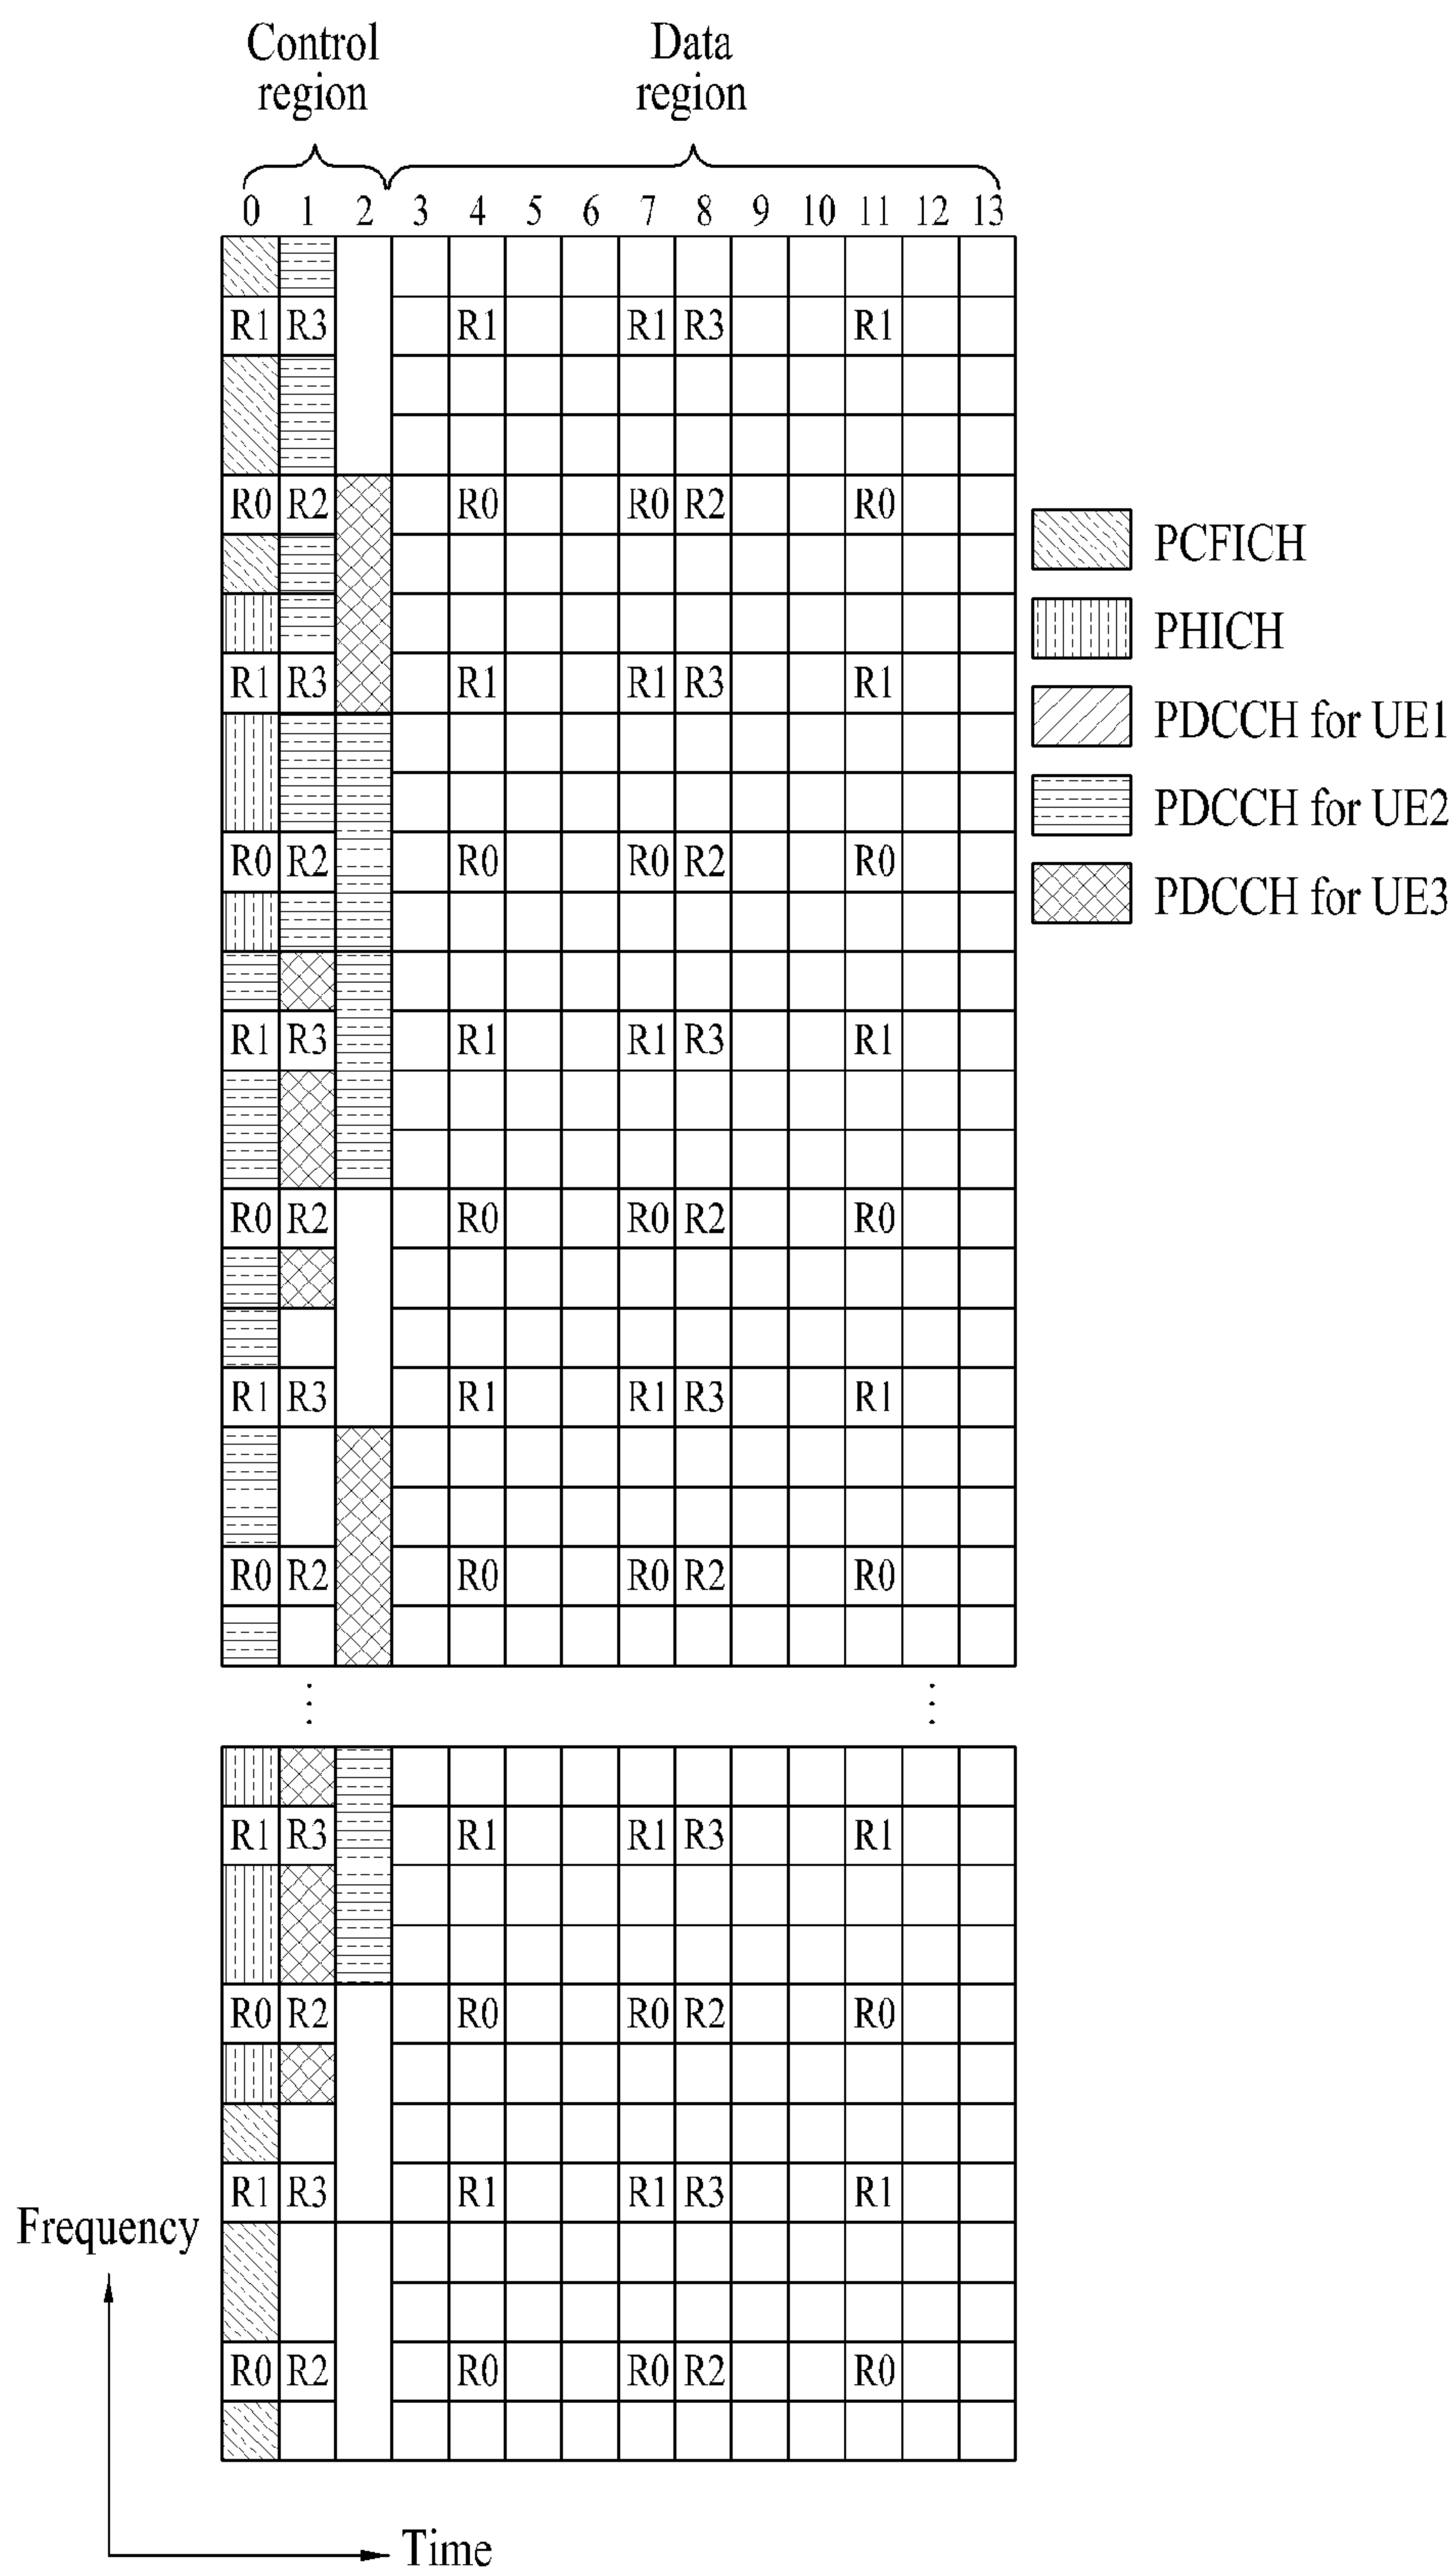 Control Data
region region
0 1 2 3 4 5 6 7 8 9 10 11 12 13
R1 R3 R1 R1 R3 R1
R0 R2 R0 R0 R2 R0
PCFICH
PHICH
R1 R3 R1 R1 R3 R1
PDCCH for UE1
PDCCH for UE2
R0 R2 R0 R0 R2 R0
PDCCH for UE3
R1 R3 R1 R1 R3 R1
R0 R2 R0 R0 R2 R0
R1 R3 R1 R1 R3 R1
R0 R2 R0 R0 R2 R0
R1 R3 R1 R1 R3 R1
R0 R2 R0 R0 R2 R0
R1 R3 R1 R1 R3 R1
Frequency
R0 R2 R0 R0 R2 R0
Time